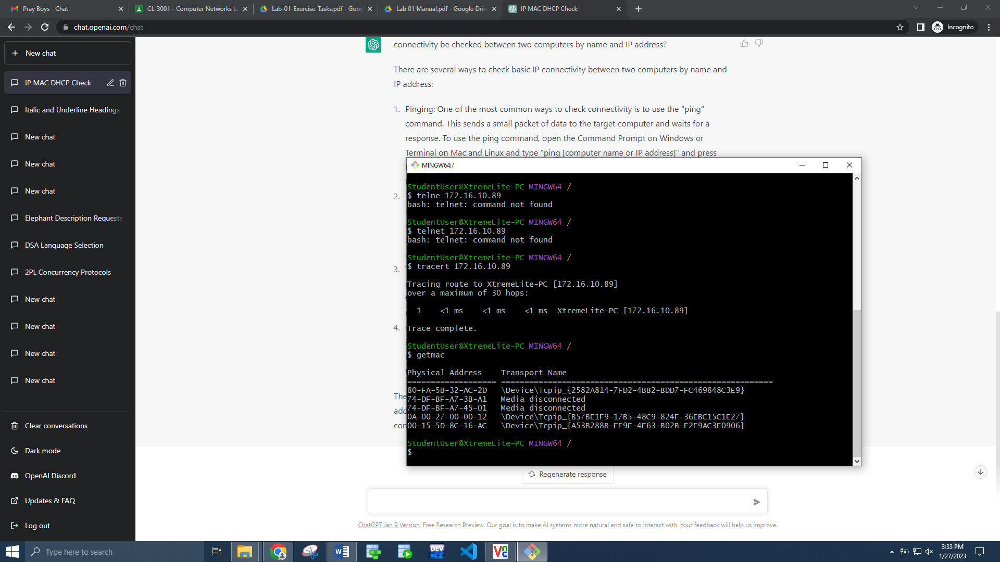 Pray Boys - Chat
CL-3001 - Computer Networks La
Lab-01-Exercise-Tasks.pdf - Goog
Lab 01 Manual.pdf - Google Drive
IP MAC DHCP Check
chat.openai.com/chat
Incognito
New chat
IP MAC DHCP Check
Italic and Underline Headings
New chat
New chat
New chat
Elephant Description Requeste
DSA Language Selection
2PL Concurrency Protocols
New chat
New chat
New chat
New chat
Clear conversations
Dark mode
OpenAI Discord
Updates & FAQ
Log out
connectivity be checked between two computers by name and IP address?
There are several ways to check basic IP connectivity between two computers by name and
IP address:
1. Pinging: One of the most common ways to check connectivity is to use the "ping"
command. This sends a small packet of data to the target computer and waits for a
response. To use the ping command, open the Command Prompt on Windows or
Terminal on Mac and Linux and type "ping [computer name or IP address]" and press
2.
3.
4.
The
add
con
MINGW64:/
StudentUser@XtremeLite-PC MINGW64 /
$ telne 172.16.10.89
bash: telnet: command not found
StudentUser@XtremeLite-PC MINGW64 /
$ telnet 172.16.10.89
bash: telnet: command not found
StudentUser@XtremeLite-PC MINGW64 /
$ tracert 172.16.10.89
Tracing route to XtremeLite-PC [172.16.10.89]
over a maximum of 30 hops:
1 <1 ms <1 ms <1 ms XtremeLite-PC [172.16.10.89]
Trace complete.
StudentUser@XtremeLite-PC MINGW64 /
$ getmac
Physical Address Transport Name
=================== ==========================================================
80-FA-5B-32-AC-2D \Device\Tcpip_{2582A814-7FD2-4BB2-BDD7-FC469848C3E9}
74-DF-BF-A7-3B-A1 Media disconnected
74-DF-BF-A7-45-01 Media disconnected
0A-00-27-00-00-12 \Device\Tcpip_{B57BE1F9-17B5-48C9-824F-36EBC15C1E27}
00-15-5D-8C-16-AC \Device\Tcpip_{A53B288B-FF9F-4F63-B02B-E2F9AC3E0906}
StudentUser@XtremeLite-PC MINGW64 /
$
Regenerate response
ChatGPT Jan 9 Version. Free Research Preview. Our goal is to make AI systems more natural and safe to interact with. Your feedback will help us improve.
Type here to search
DEV
C++
3:33 PM
1/27/2023